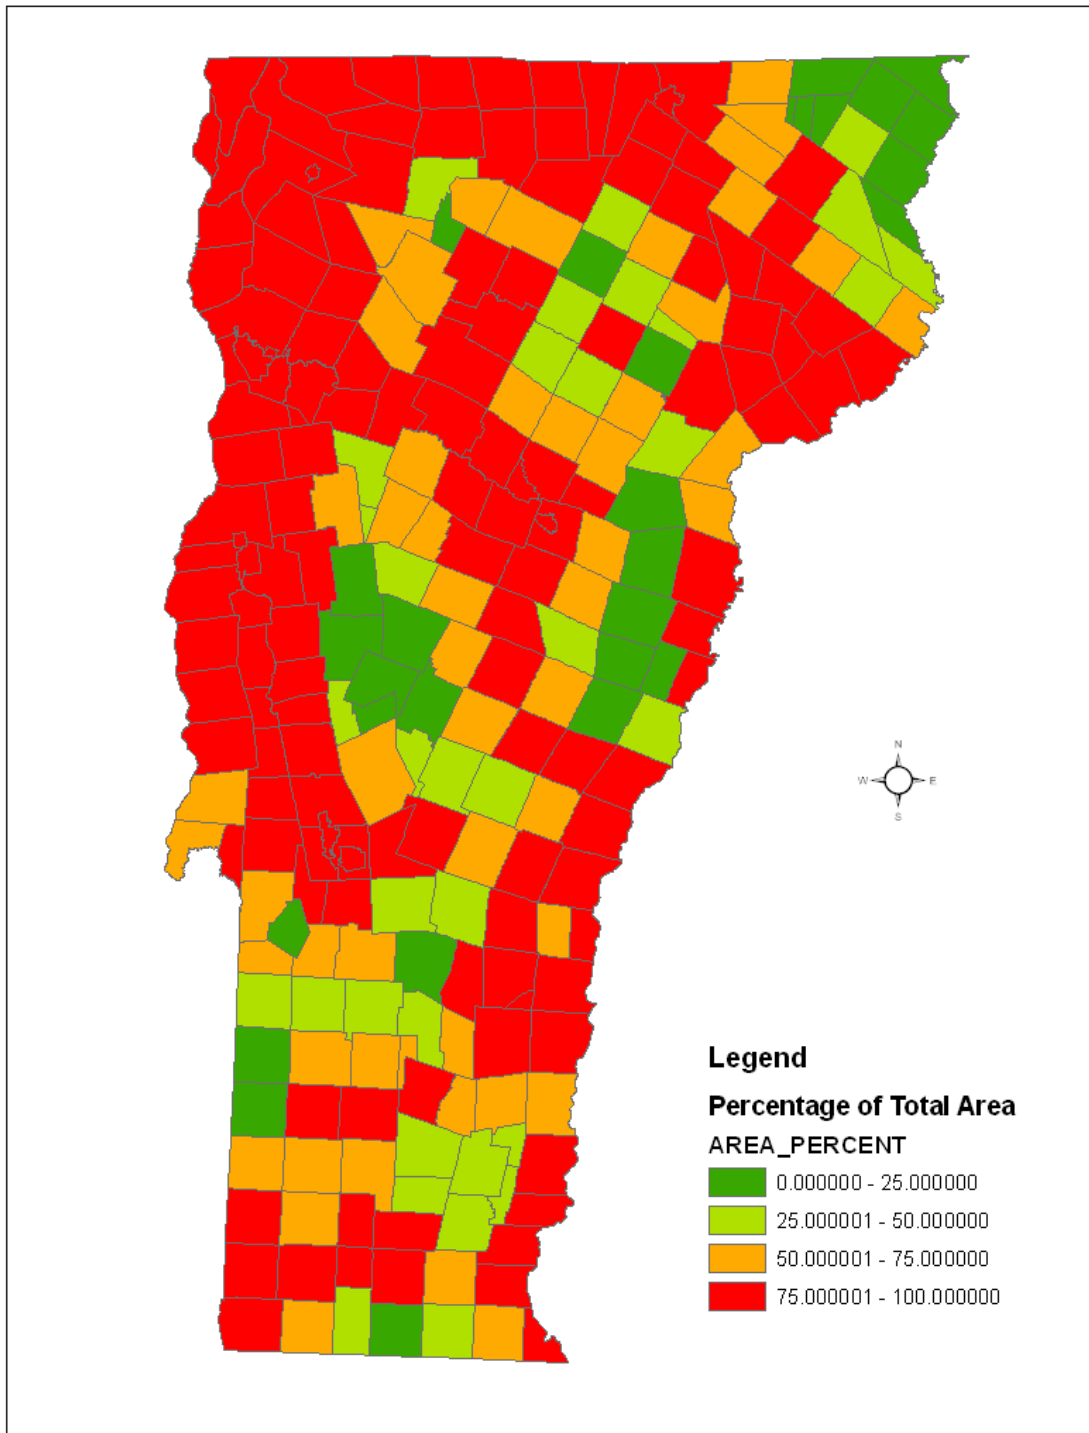 N
W E
S
Legend
Percentage of Total Area
AREA_PERCENT
0.000000 - 25.000000
25.000001 - 50.000000
50.000001 - 75.000000
75.000001 - 100.000000